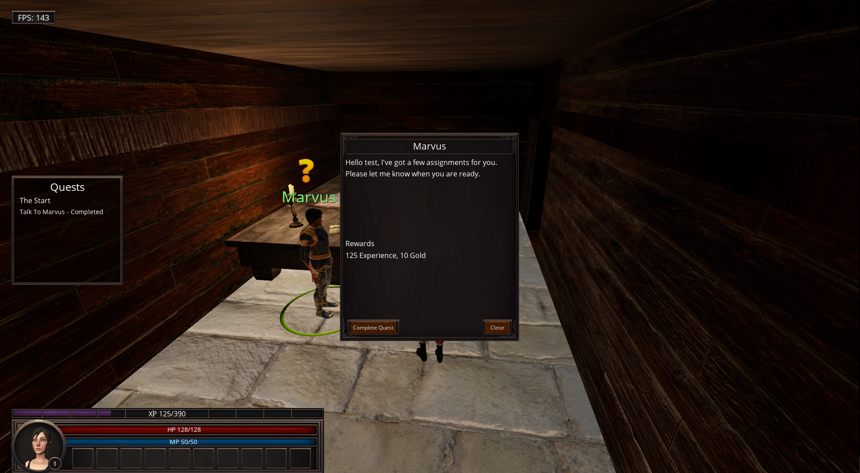 FPS: 143
Marvus
Hello test, I've got a few assignments for you.
Please let me know when you are ready.
?
Marvus
Quests
The Start
Talk To Marvus - Completed
Rewards
125 Experience, 10 Gold
Complete Quest
Close
XP 125/390
HP 128/128
MP 50/50
1